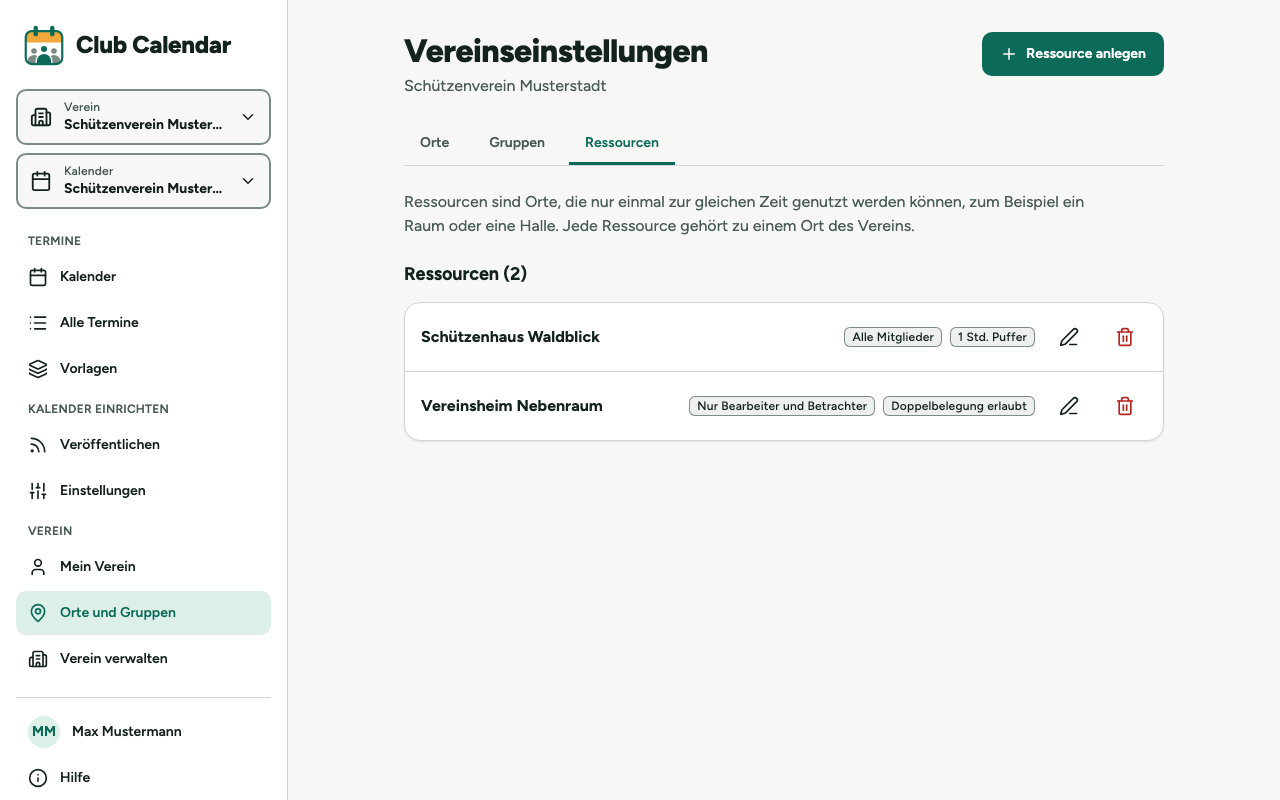 Club Calendar
Verein
Schützenverein Muster...
Kalender
Schützenverein Muster...
TERMINE
Kalender
Alle Termine
Vorlagen
KALENDER EINRICHTEN
Veröffentlichen
Einstellungen
VEREIN
Mein Verein
Orte und Gruppen
Verein verwalten
MM Max Mustermann
Hilfe
Vereinseinstellungen
Schützenverein Musterstadt
Ressource anlegen
Orte Gruppen Ressourcen
Ressourcen sind Orte, die nur einmal zur gleichen Zeit genutzt werden können, zum Beispiel ein
Raum oder eine Halle. Jede Ressource gehört zu einem Ort des Vereins.
Ressourcen (2)
Schützenhaus Waldblick Alle Mitglieder 1 Std. Puffer
Vereinsheim Nebenraum Nur Bearbeiter und Betrachter Doppelbelegung erlaubt